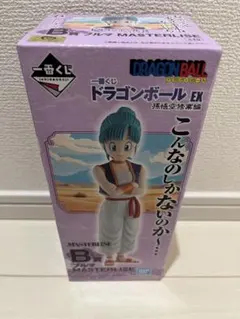 一番くじ
B賞 ブルマ MASTERLISE
DRAGONBALL
一番くじ
ドラゴンボール EX
孫悟空修業編
こんなのしかないのか〜…
MASTERLISE
B賞
ブルマ
MASTERLISE
BANDAI